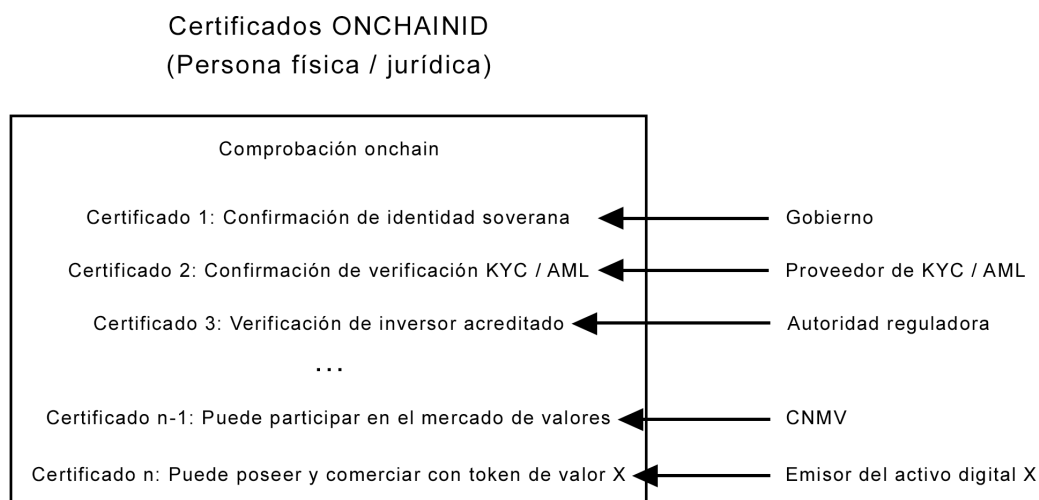 Certificados ONCHAINID
(Persona física / jurídica)
Comprobación onchain
Certificado 1: Confirmación de identidad soverana
Gobierno
Certificado 2: Confirmación de verificación KYC / AML
Proveedor de KYC / AML
Certificado 3: Verificación de inversor acreditado
Autoridad reguladora
...
Certificado n-1: Puede participar en el mercado de valores
CNMV
Certificado n: Puede poseer y comerciar con token de valor X
Emisor del activo digital X